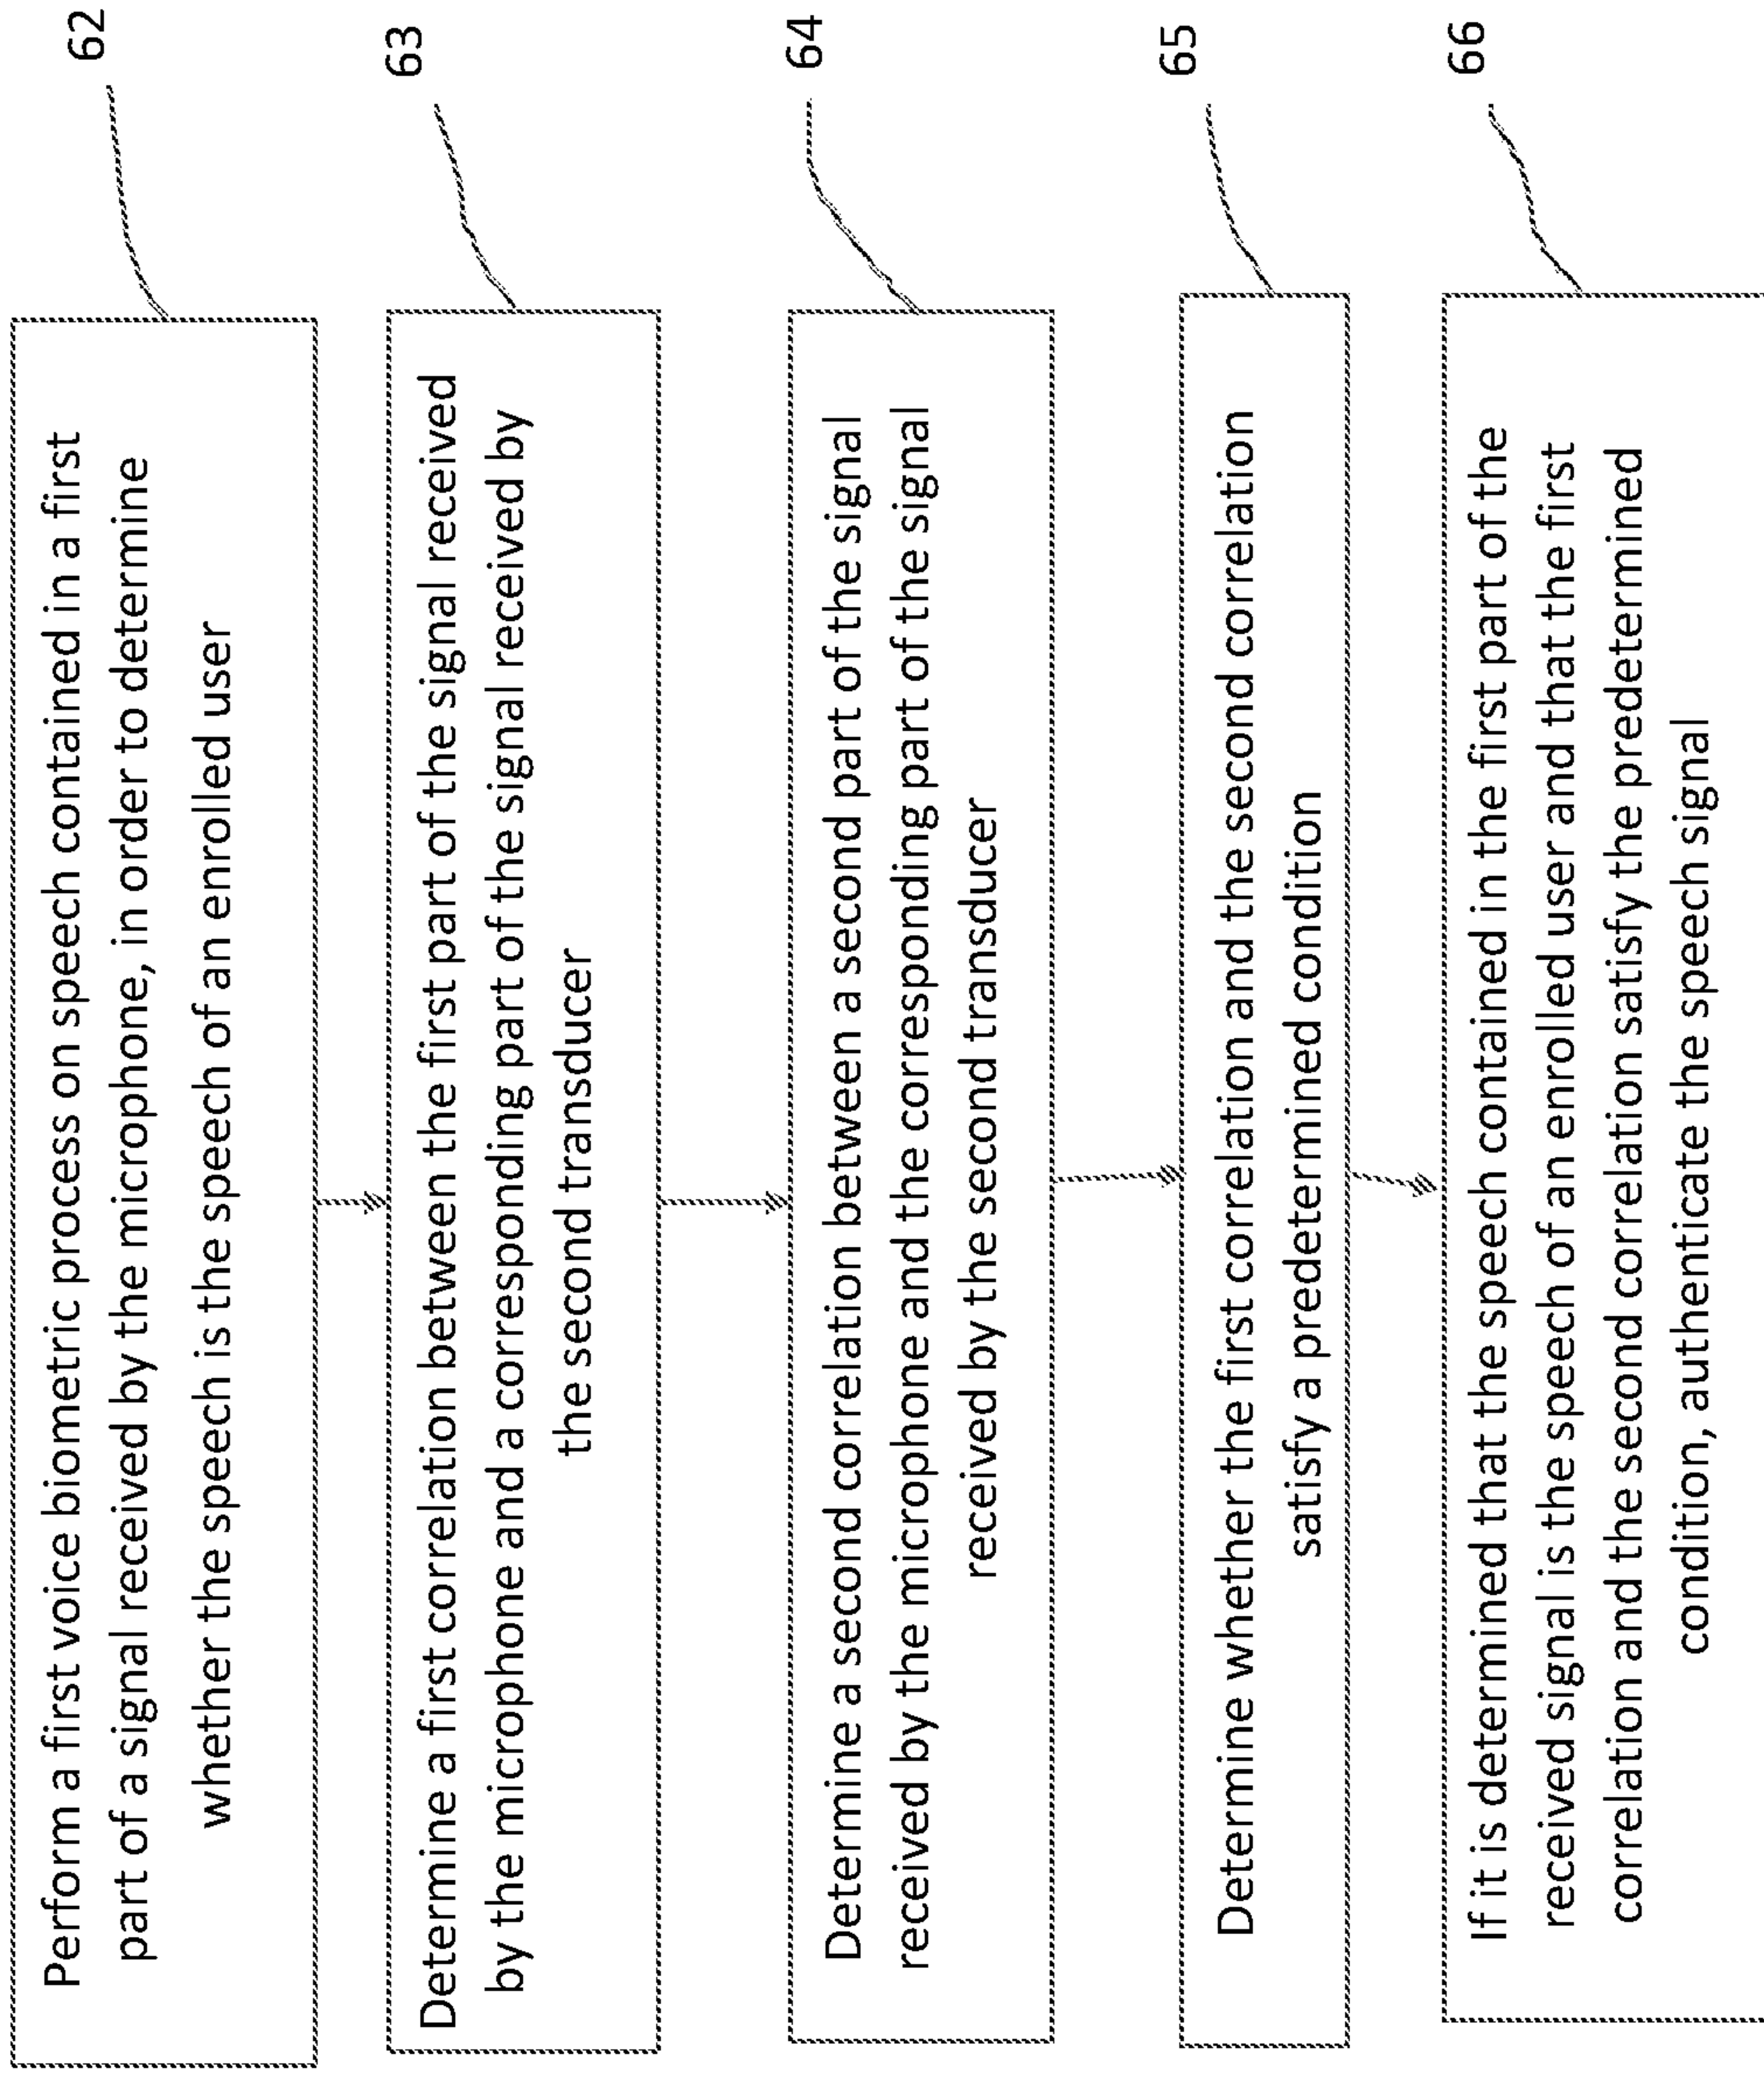 Perform a first voice biometric process on speech contained in a first
part of a signal received by the microphone, in order to determine
whether the speech is the speech of an enrolled user
62
Determine a first correlation between the first part of the signal received
by the microphone and a corresponding part of the signal received by
the second transducer
63
Determine a second correlation between a second part of the signal
received by the microphone and the corresponding part of the signal
received by the second transducer
64
Determine whether the first correlation and the second correlation
satisfy a predetermined condition
65
If it is determined that the speech contained in the first part of the
received signal is the speech of an enrolled user and that the first
correlation and the second correlation satisfy the predetermined
condition, authenticate the speech signal
66